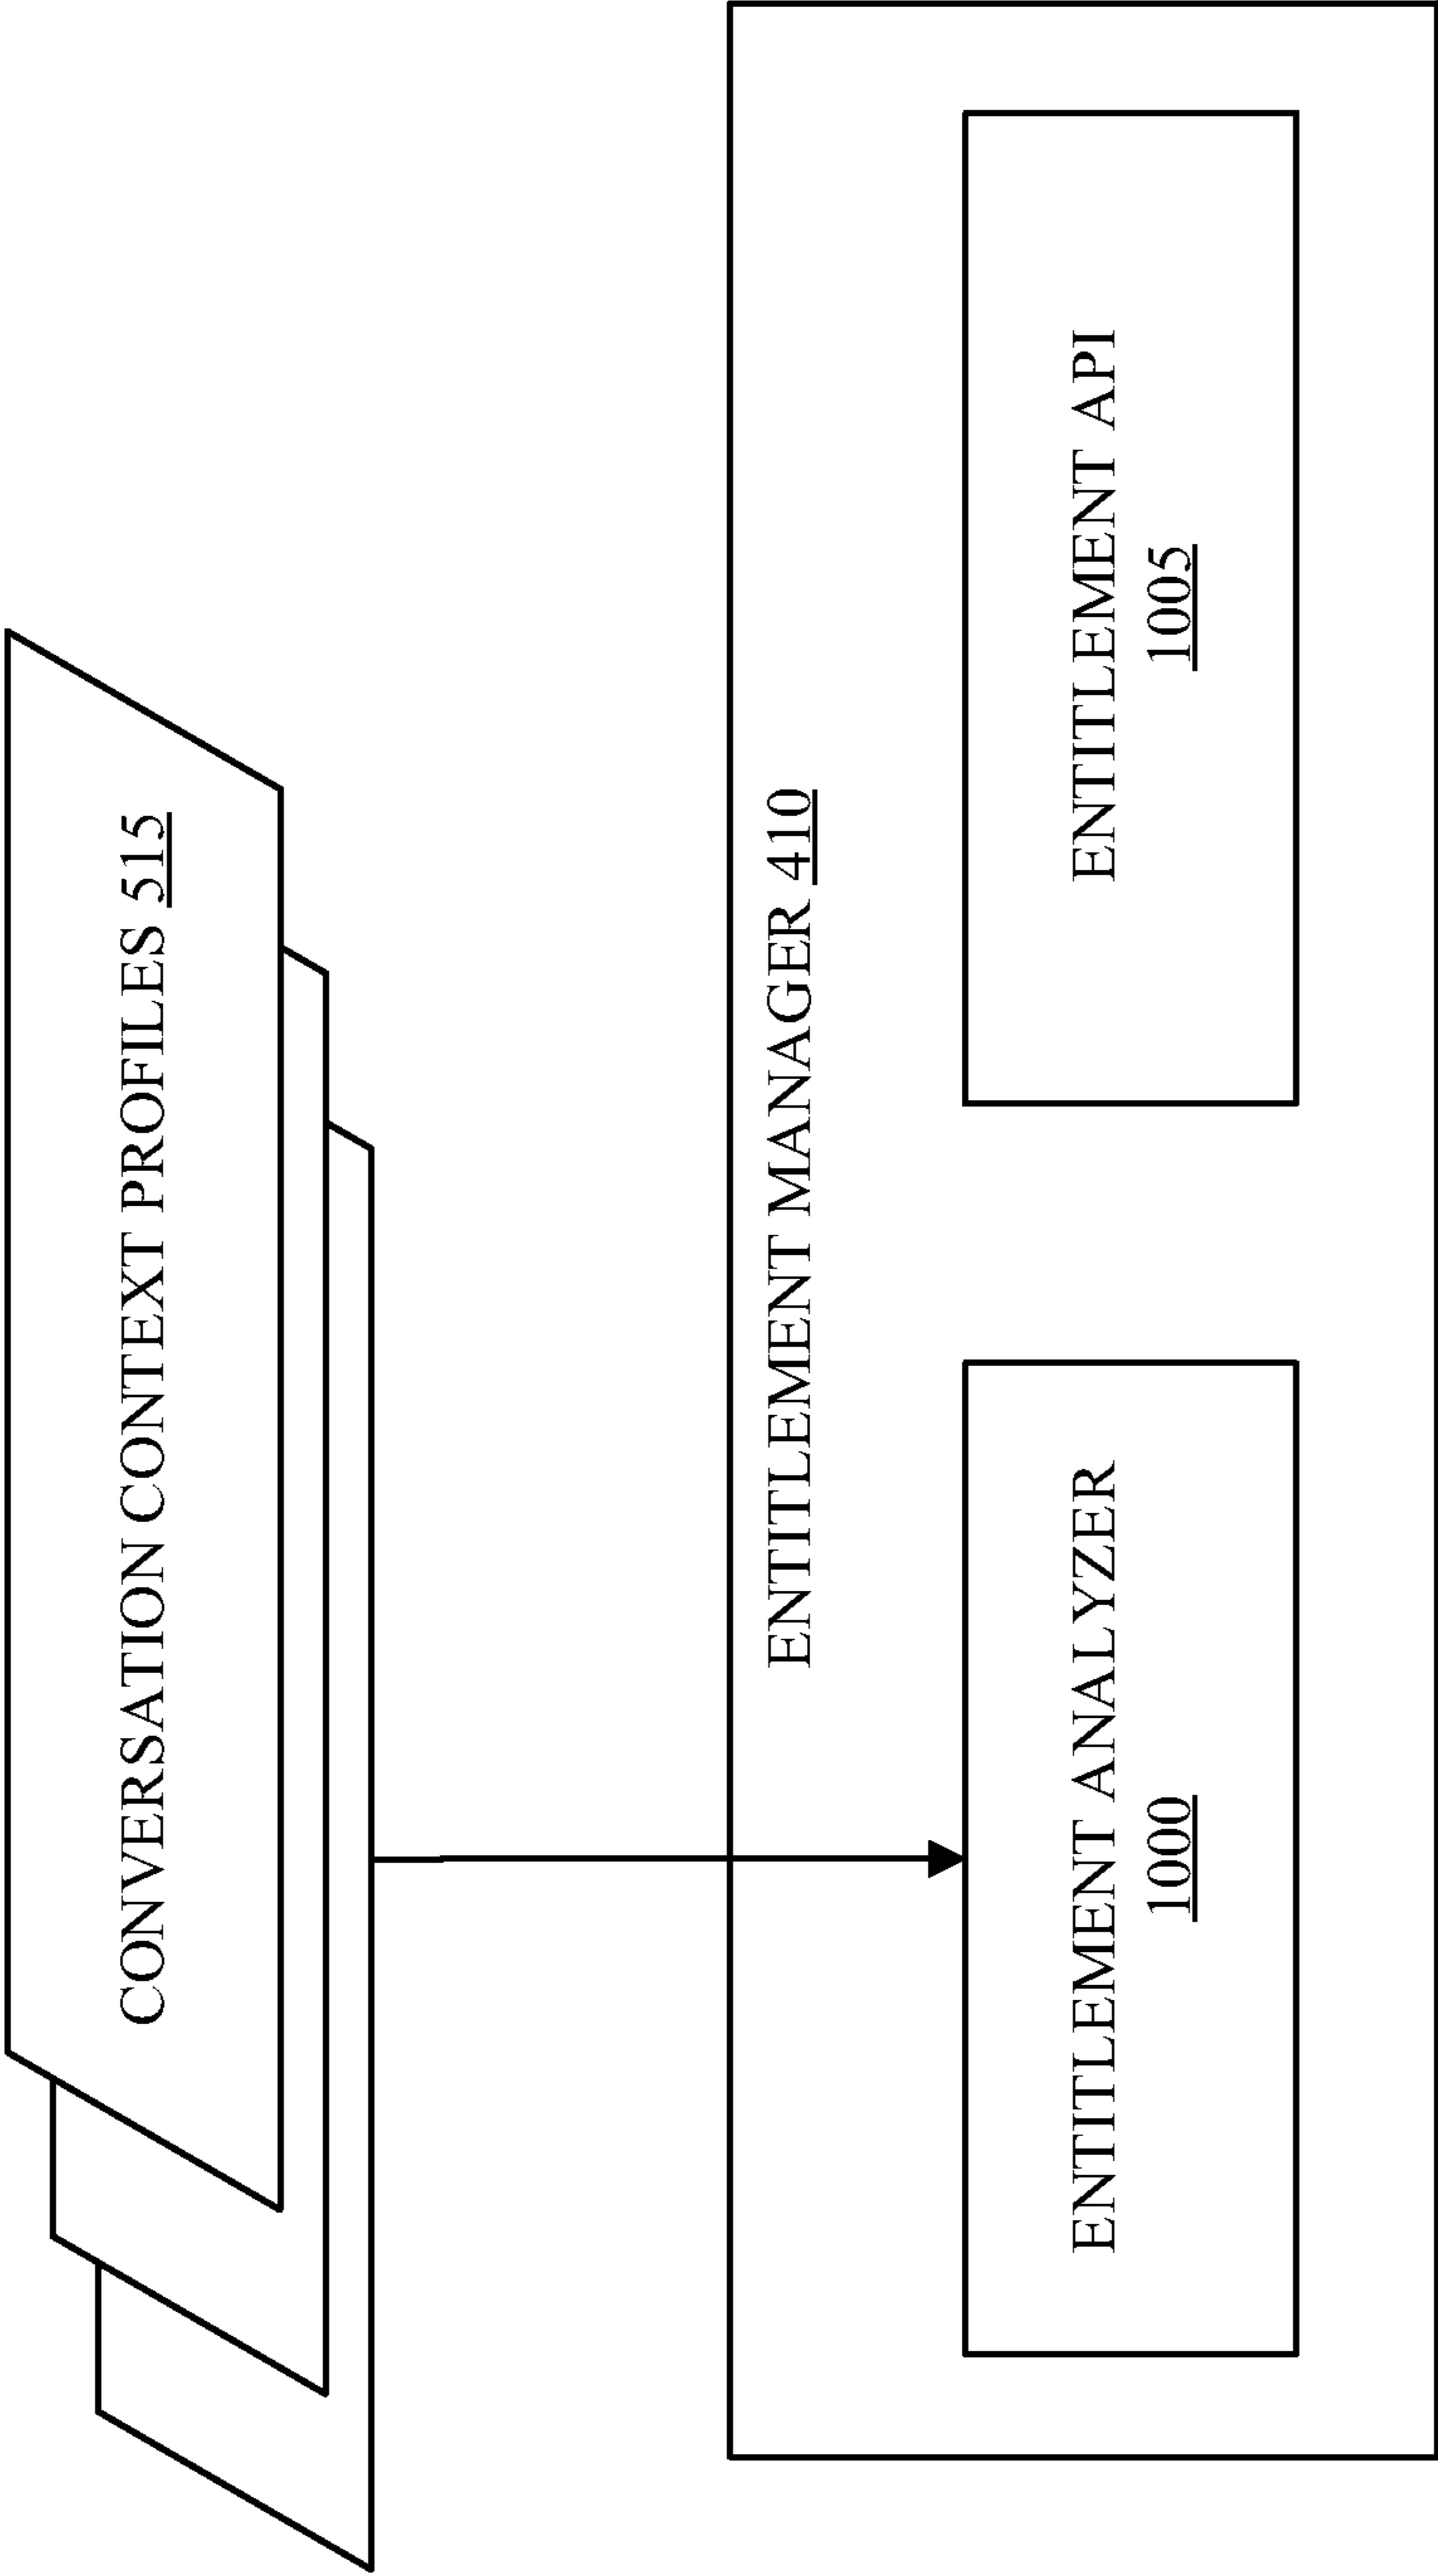 CONVERSATION CONTEXT PROFILES 515
ENTITLEMENT MANAGER 410
ENTITLEMENT ANALYZER
1000
ENTITLEMENT API
1005